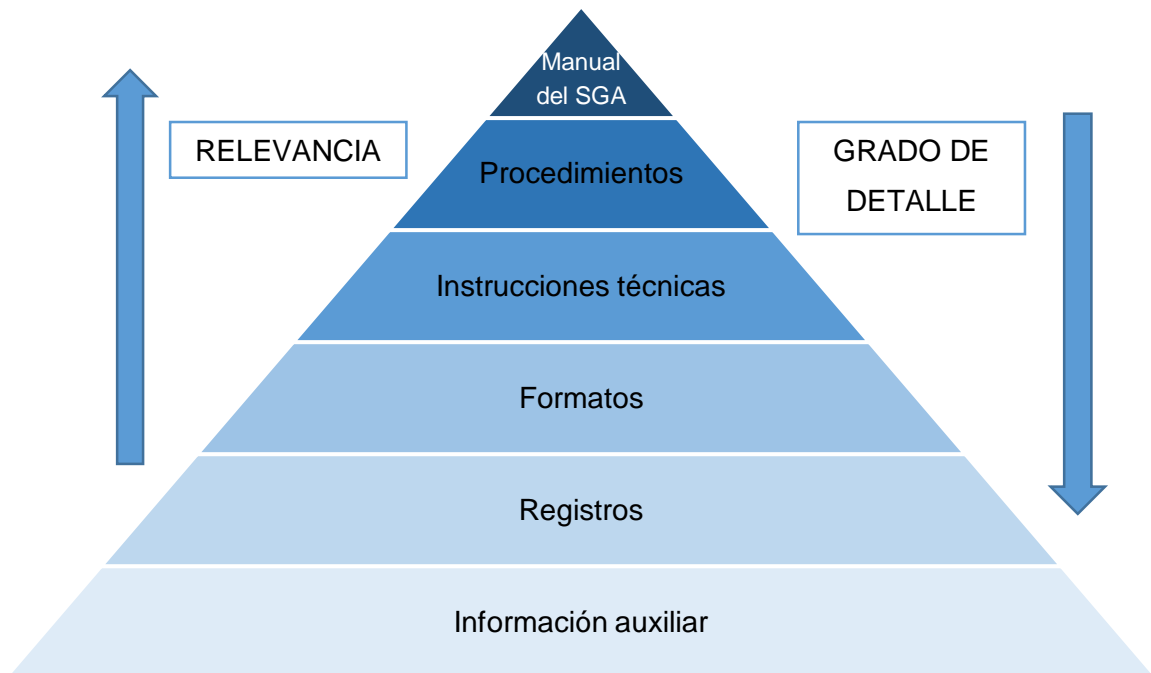 Manual
del SGA
RELEVANCIA
GRADO DE
DETALLE
Procedimientos
Instrucciones técnicas
Formatos
Registros
Información auxiliar